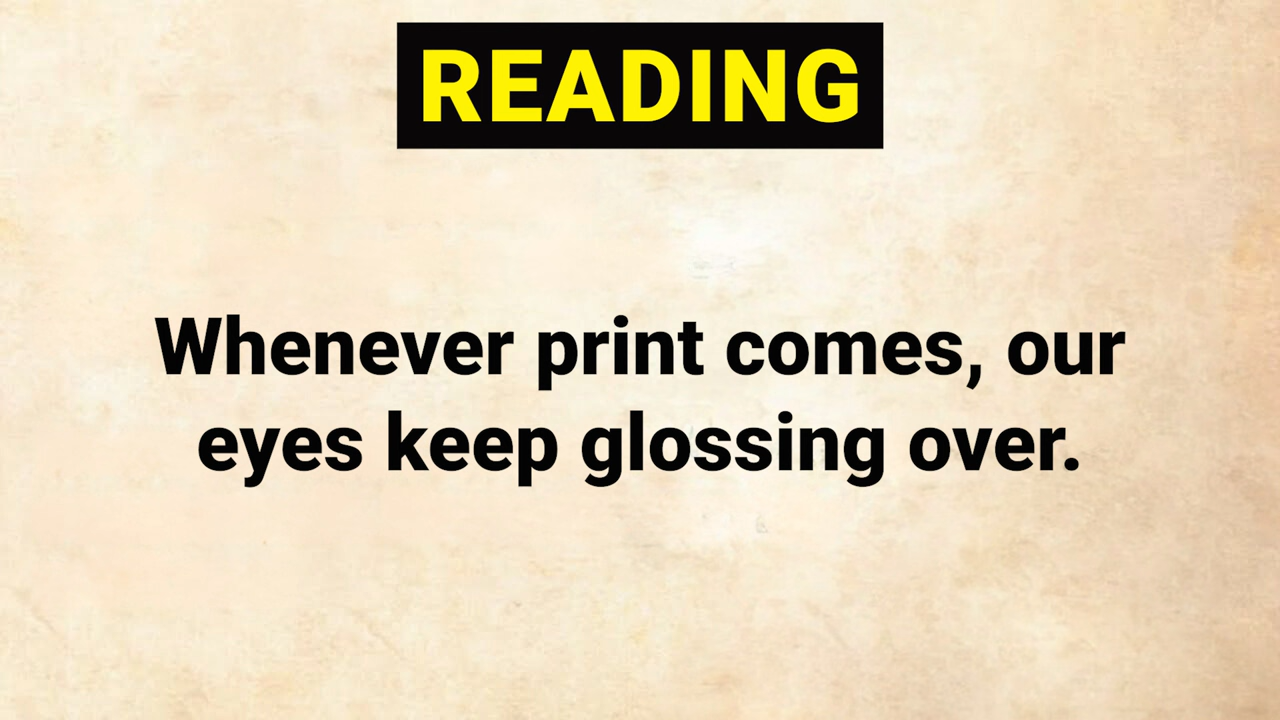 READING
Whenever print comes, our
eyes keep glossing over.